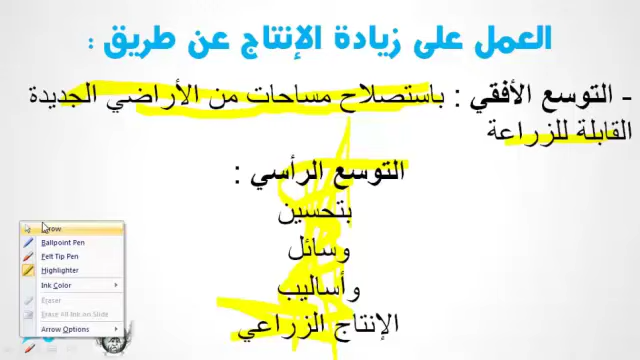 العمل على زيادة الإنتاج عن طريق :
- التوسع الأفقي : باستصلاح مساحات من الأراضي الجديدة
القابلة للزراعة
التوسع الرأسي :
بتحسين
وسائل
وأساليب
الإنتاج الزراعي
Arrow
Ballpoint Pen
Felt Tip Pen
Highlighter
Ink Color
Eraser
Erase All Ink on Slide
Arrow Options